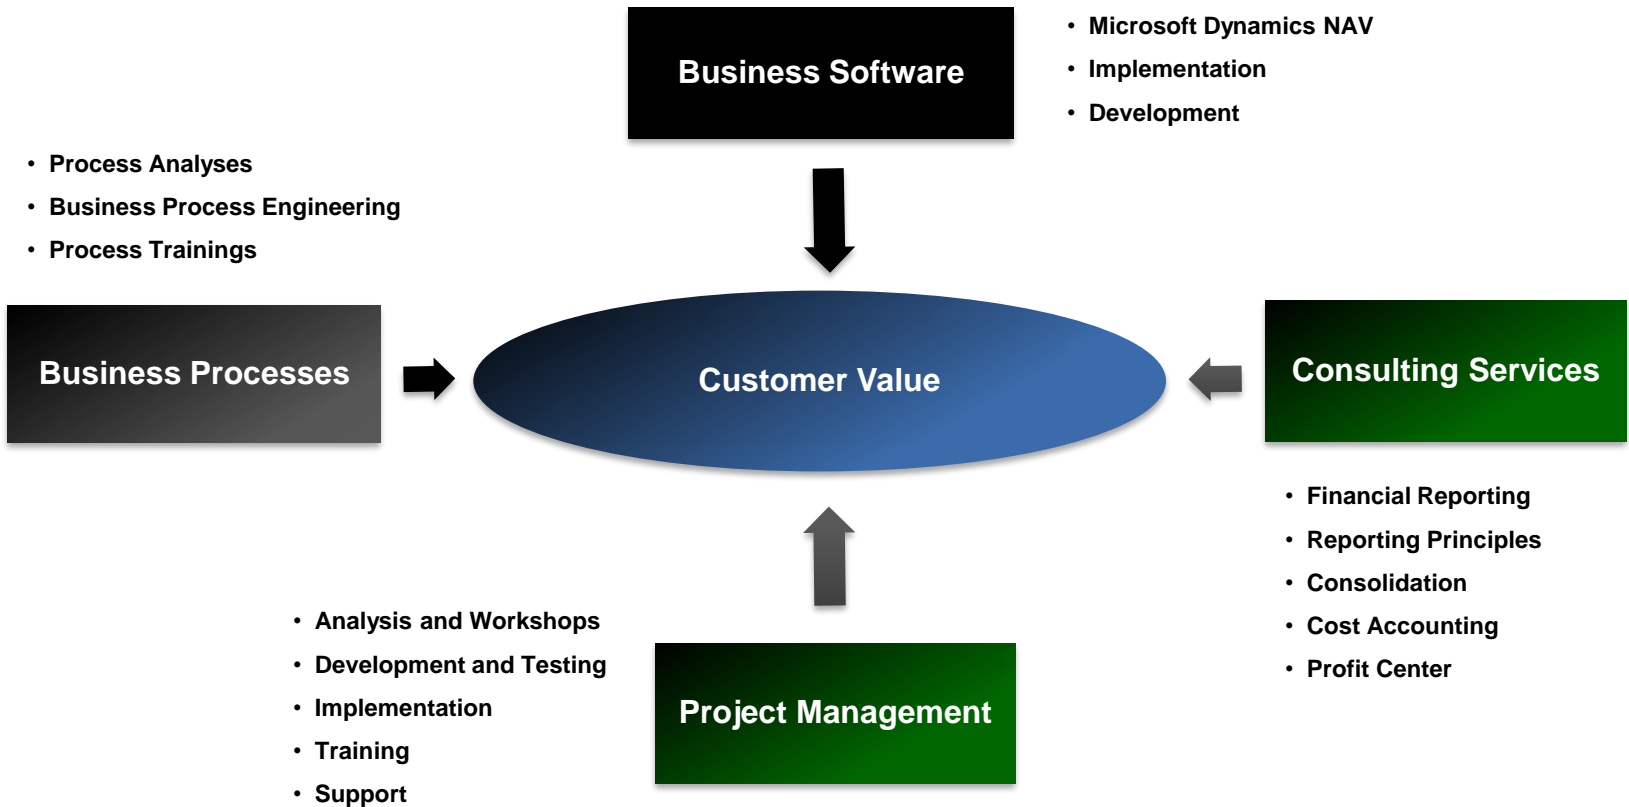 Business Software
• Microsoft Dynamics NAV
• Implementation
• Development
• Process Analyses
• Business Process Engineering
• Process Trainings
Business Processes
Customer Value
Consulting Services
• Financial Reporting
• Reporting Principles
• Consolidation
• Cost Accounting
• Profit Center
• Analysis and Workshops
• Development and Testing
• Implementation
• Training
• Support
Project Management